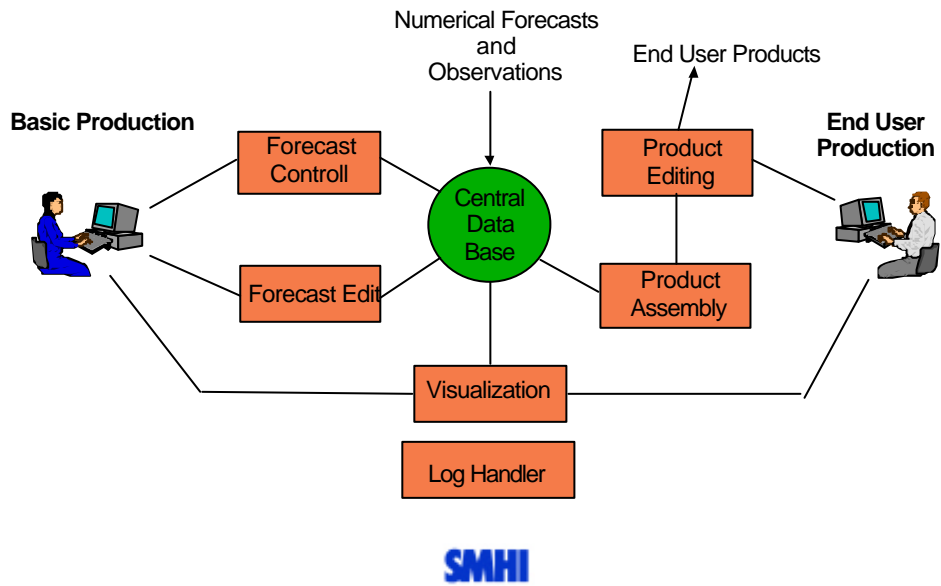 Numerical Forecasts
and
Observations
End User Products
Basic Production
End User
Production
Forecast
Controll
Product
Editing
Central
Data
Base
Forecast Edit
Product
Assembly
Visualization
Log Handler
SMHI